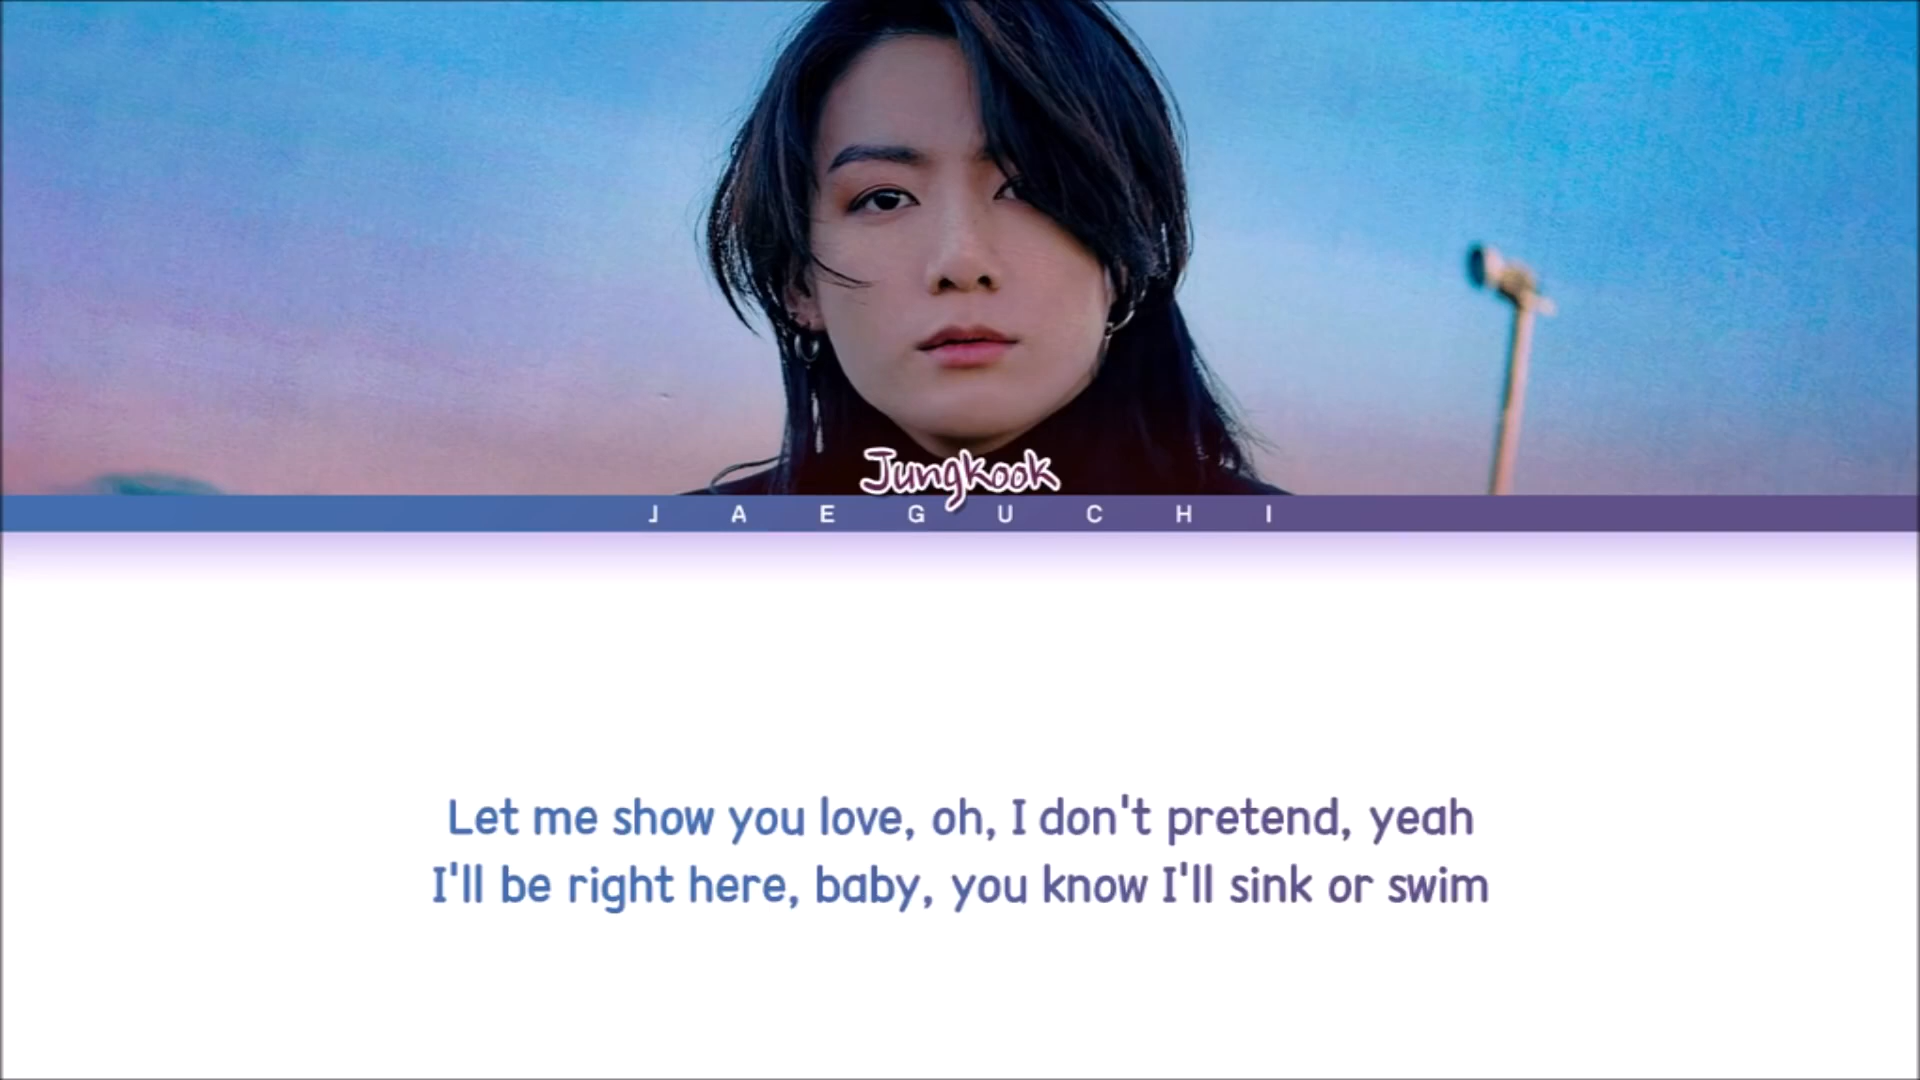 Jungkook
JAEGUCHI
Let me show you love, oh, I don't pretend, yeah
I'll be right here, baby, you know I'll sink or swim